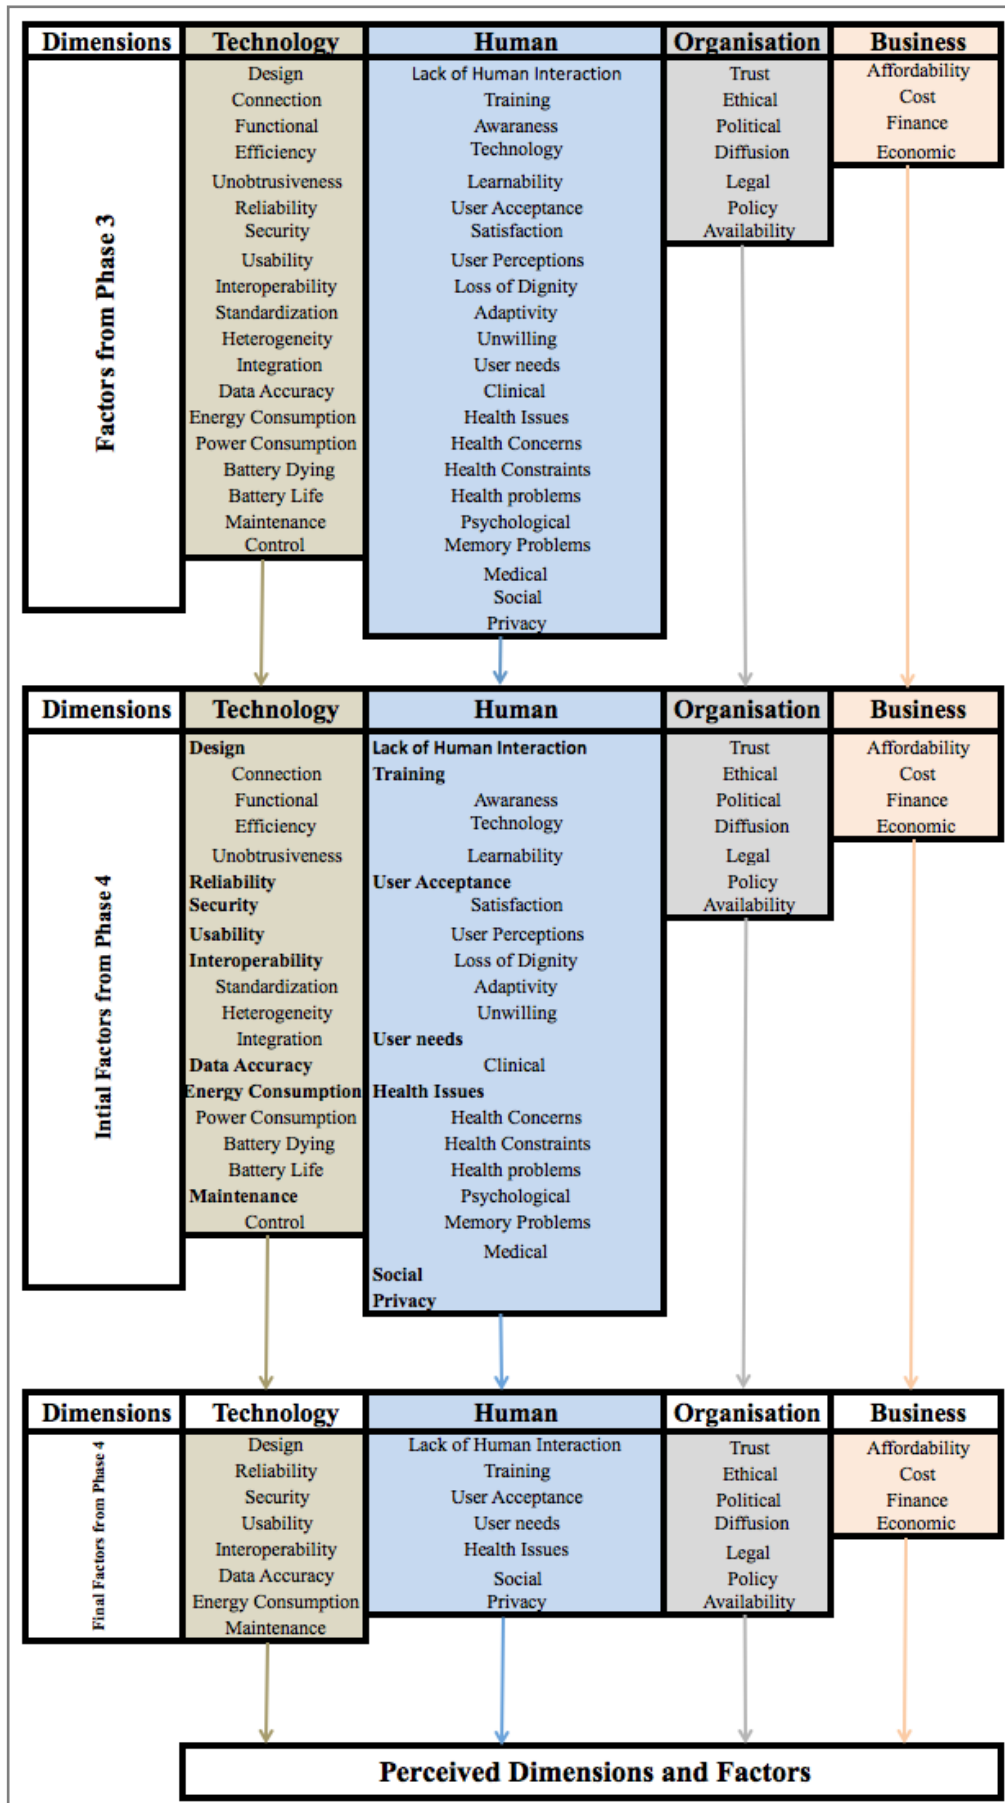 Dimensions
Technology
Human
Organisation
Business
Factors from Phase 3
Design
Connection
Functional
Efficiency
Unobtrusiveness
Reliability
Security
Usability
Interoperability
Standardization
Heterogeneity
Integration
Data Accuracy
Energy Consumption
Power Consumption
Battery Dying
Battery Life
Maintenance
Control
Lack of Human Interaction
Training
Awaraness
Technology
Learnability
User Acceptance
Satisfaction
User Perceptions
Loss of Dignity
Adaptivity
Unwilling
User needs
Clinical
Health Issues
Health Concerns
Health Constraints
Health problems
Psychological
Memory Problems
Medical
Social
Privacy
Trust
Ethical
Political
Diffusion
Legal
Policy
Availability
Affordability
Cost
Finance
Economic
Dimensions
Technology
Human
Organisation
Business
Intial Factors from Phase 4
Design
Connection
Functional
Efficiency
Unobtrusiveness
Reliability
Security
Usability
Interoperability
Standardization
Heterogeneity
Integration
Data Accuracy
Energy Consumption
Power Consumption
Battery Dying
Battery Life
Maintenance
Control
Lack of Human Interaction
Training
Awaraness
Technology
Learnability
User Acceptance
Satisfaction
User Perceptions
Loss of Dignity
Adaptivity
Unwilling
User needs
Clinical
Health Issues
Health Concerns
Health Constraints
Health problems
Psychological
Memory Problems
Medical
Social
Privacy
Trust
Ethical
Political
Diffusion
Legal
Policy
Availability
Affordability
Cost
Finance
Economic
Dimensions
Technology
Human
Organisation
Business
Final Factors from Phase 4
Design
Reliability
Security
Usability
Interoperability
Data Accuracy
Energy Consumption
Maintenance
Lack of Human Interaction
Training
User Acceptance
User needs
Health Issues
Social
Privacy
Trust
Ethical
Political
Diffusion
Legal
Policy
Availability
Affordability
Cost
Finance
Economic
Perceived Dimensions and Factors